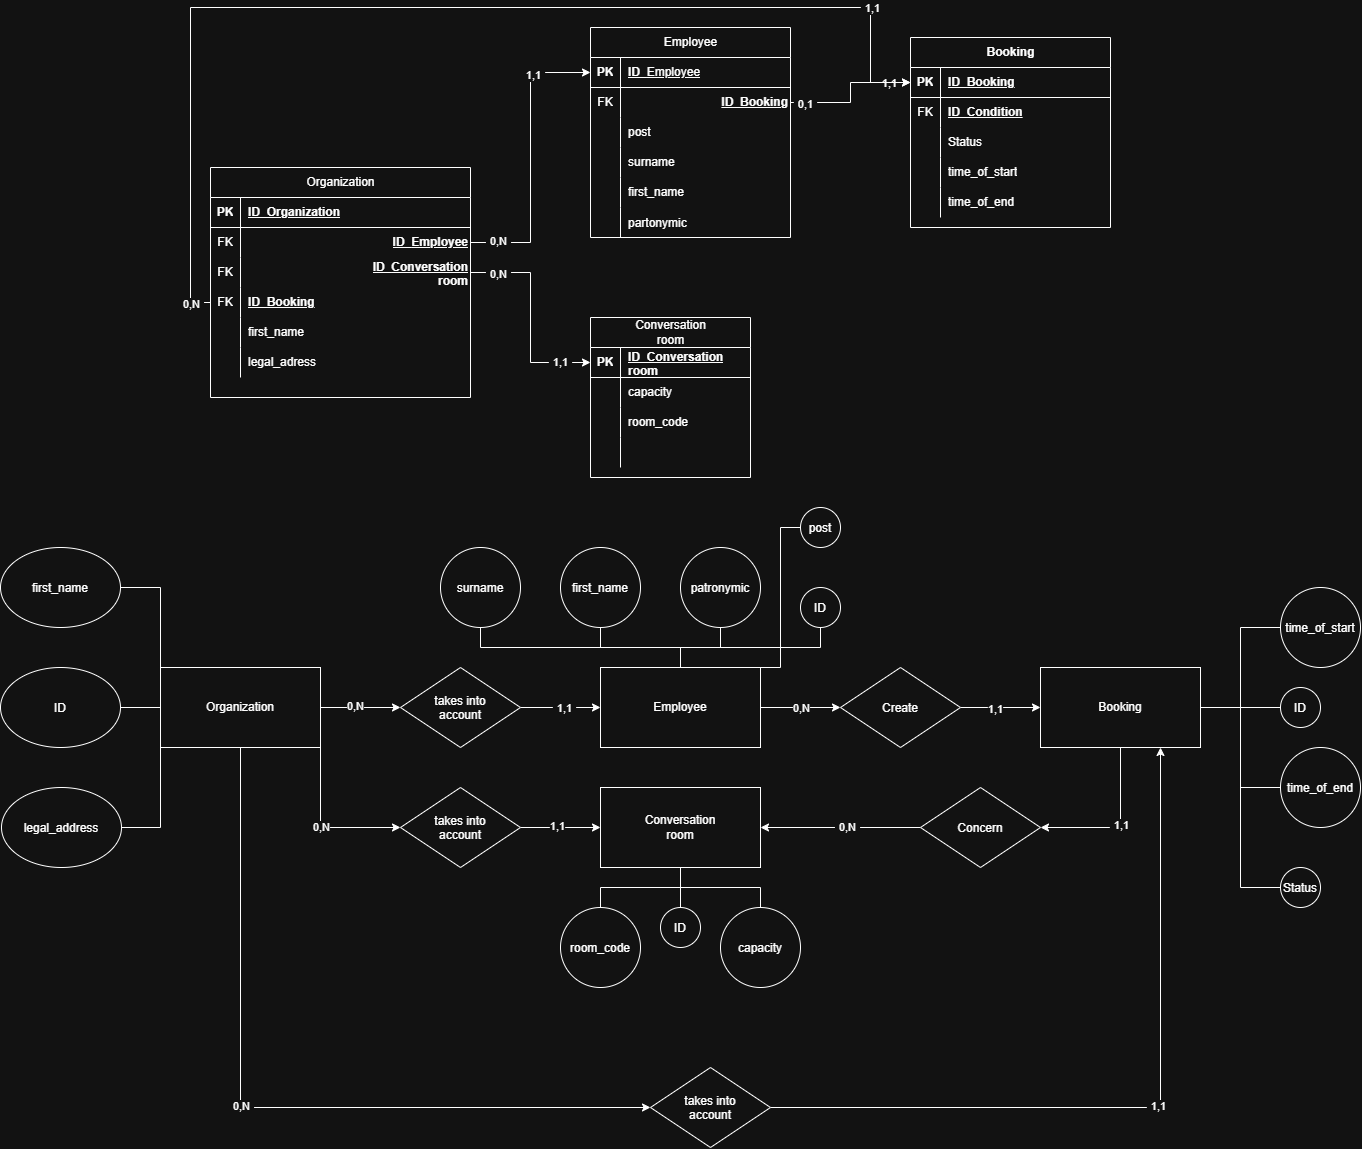 1,1
Employee
PK ID_Employee
FK ID_Booking
post
surname
first_name
partonymic
1,1
0,1
1,1
Booking
PK ID_Booking
FK ID_Condition
Status
time_of_start
time_of_end
Organization
PK ID_Organization
FK ID_Employee
FK ID_Conversation
room
FK ID_Booking
first_name
legal_adress
0,N
0,N
0,N
1,1
Conversation
room
PK ID_Conversation
room
capacity
room_code
post
first_name
surname
first_name
patronymic
ID
time_of_start
ID
Organization
0,N
takes into
account
1,1
Employee
0,N
Create
1,1
Booking
ID
time_of_end
legal_address
0,N
takes into
account
1,1
Conversation
room
0,N
Concern
1,1
Status
room_code
ID
capacity
0,N
takes into
account
1,1